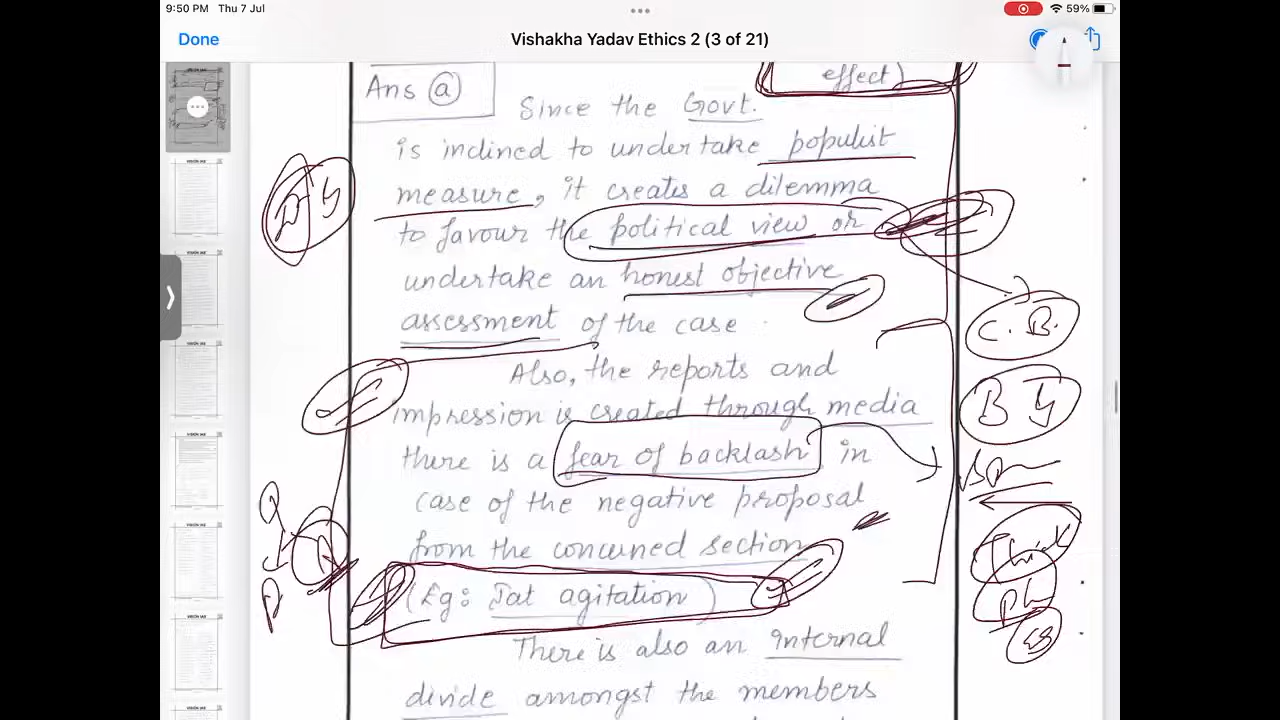 9:50 PM Thu 7 Jul
59%
Done
Vishakha Yadav Ethics 2 (3 of 21)
effect)
Ans (a)
Since the Govt.
is inclined to undertake populist
measure, it creates a dilemma
to favour the political view or
undertake an honest objective
assessment of the case
C.B.
Also, the reports and
impression is created through media
there is a fear of backlash in
case of the negative proposal
from the concerned section
(Eg: Jat agitation)
There is also an internal
divide amongst the members